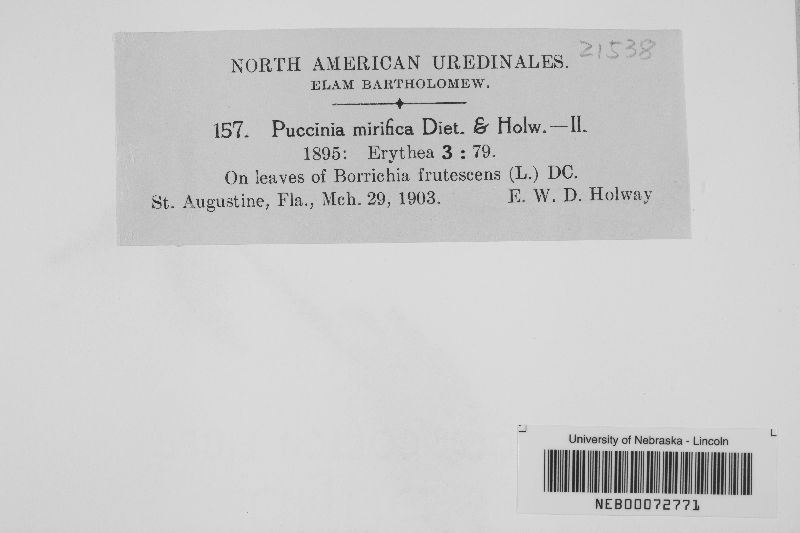 21538
NORTH AMERICAN UREDINALES.
ELAM BARTHOLOMEW.
157. Puccinia mirifica Diet. & Holw.—II.
1895: Erythea 3 : 79.
On leaves of Borrichia frutescens (L.) DC.
St. Augustine, Fla., Mch. 29, 1903. E. W. D. Holway
University of Nebraska - Lincoln
NEB00072771